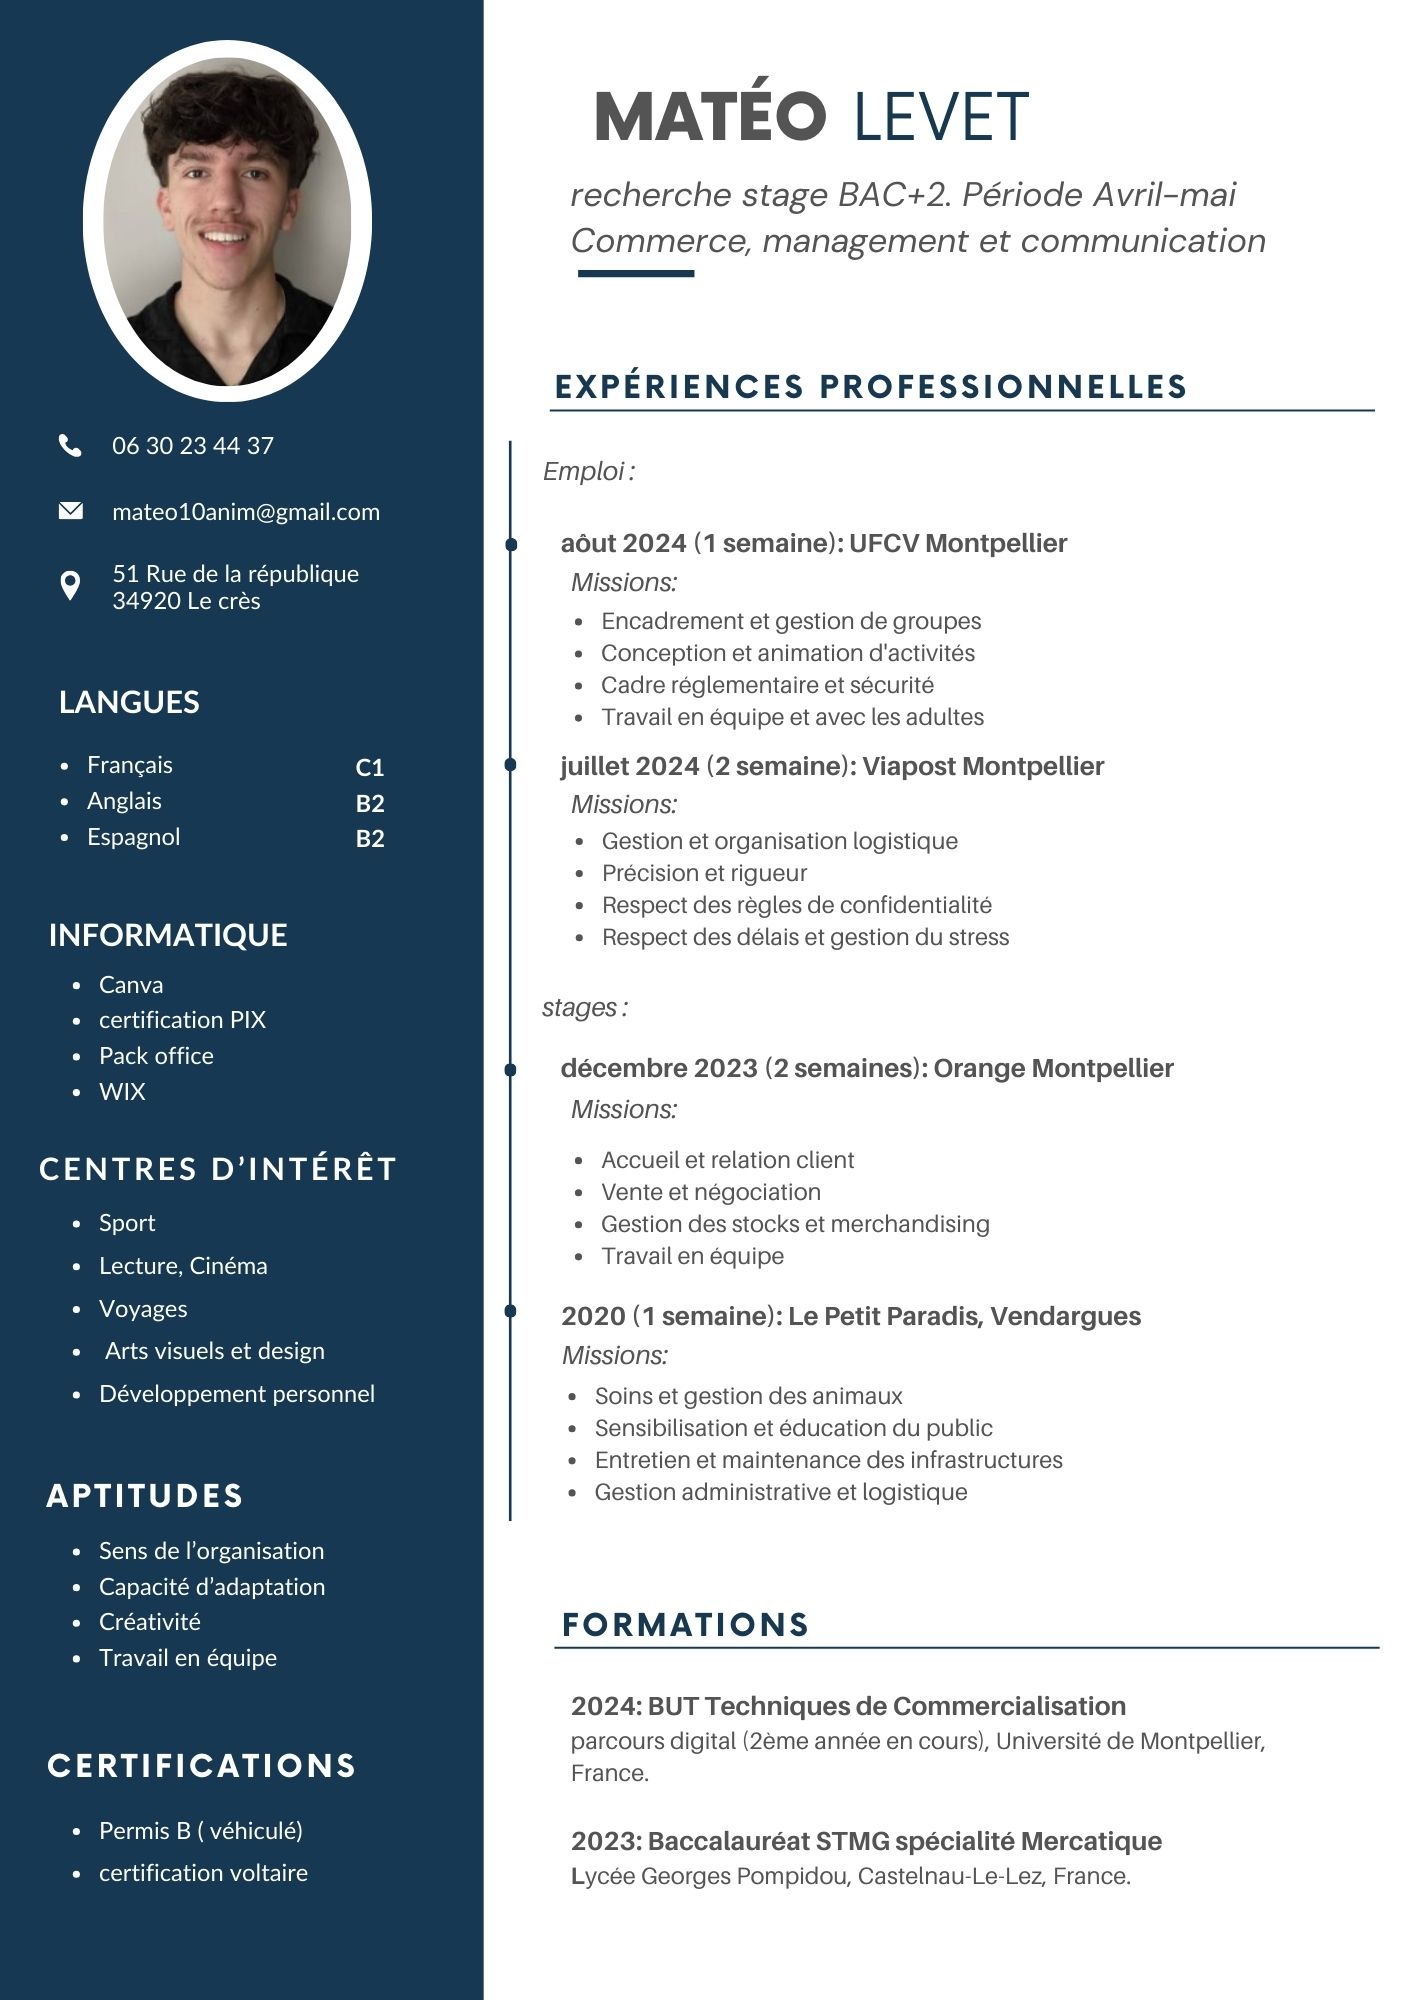 MATÉO LEVET
recherche stage BAC+2. Période Avril-mai
Commerce, management et communication
06 30 23 44 37
mateo10anim@gmail.com
51 Rue de la république
34920 Le crès
LANGUES
• Français C1
• Anglais B2
• Espagnol B2
INFORMATIQUE
• Canva
• certification PIX
• Pack office
• WIX
CENTRES D’INTÉRÊT
• Sport
• Lecture, Cinéma
• Voyages
• Arts visuels et design
• Développement personnel
APTITUDES
• Sens de l’organisation
• Capacité d’adaptation
• Créativité
• Travail en équipe
CERTIFICATIONS
• Permis B ( véhiculé)
• certification voltaire
EXPÉRIENCES PROFESSIONNELLES
Emploi :
aôut 2024 (1 semaine): UFCV Montpellier
Missions:
• Encadrement et gestion de groupes
• Conception et animation d'activités
• Cadre réglementaire et sécurité
• Travail en équipe et avec les adultes
juillet 2024 (2 semaine): Viapost Montpellier
Missions:
• Gestion et organisation logistique
• Précision et rigueur
• Respect des règles de confidentialité
• Respect des délais et gestion du stress
stages :
décembre 2023 (2 semaines): Orange Montpellier
Missions:
• Accueil et relation client
• Vente et négociation
• Gestion des stocks et merchandising
• Travail en équipe
2020 (1 semaine): Le Petit Paradis, Vendargues
Missions:
• Soins et gestion des animaux
• Sensibilisation et éducation du public
• Entretien et maintenance des infrastructures
• Gestion administrative et logistique
FORMATIONS
2024: BUT Techniques de Commercialisation
parcours digital (2ème année en cours), Université de Montpellier,
France.
2023: Baccalauréat STMG spécialité Mercatique
Lycée Georges Pompidou, Castelnau-Le-Lez, France.